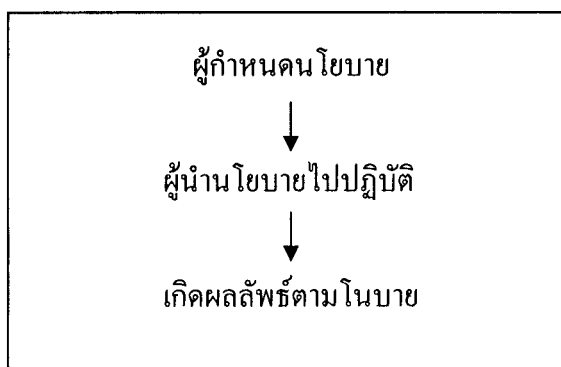 ผู้กำหนดนโยบาย
ผู้นำนโยบายไปปฏิบัติ
เกิดผลลัพธ์ตามโนบาย